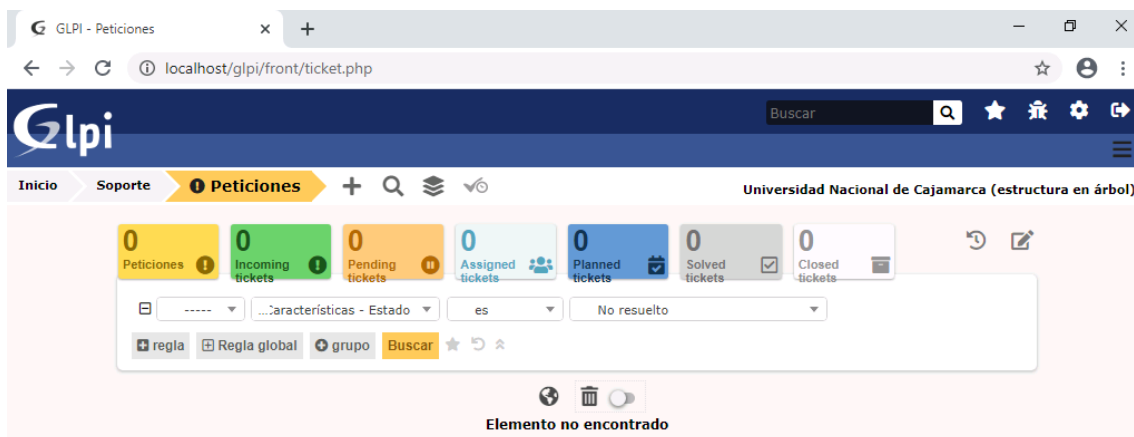 GLPI - Peticiones
localhost/glpi/front/ticket.php
Glpi
Buscar
Inicio Soporte Peticiones
Universidad Nacional de Cajamarca (estructura en árbol)
0 Peticiones
0 Incoming tickets
0 Pending tickets
0 Assigned tickets
0 Planned tickets
0 Solved tickets
0 Closed tickets
----- ...Características - Estado es No resuelto
regla Regla global grupo Buscar
Elemento no encontrado